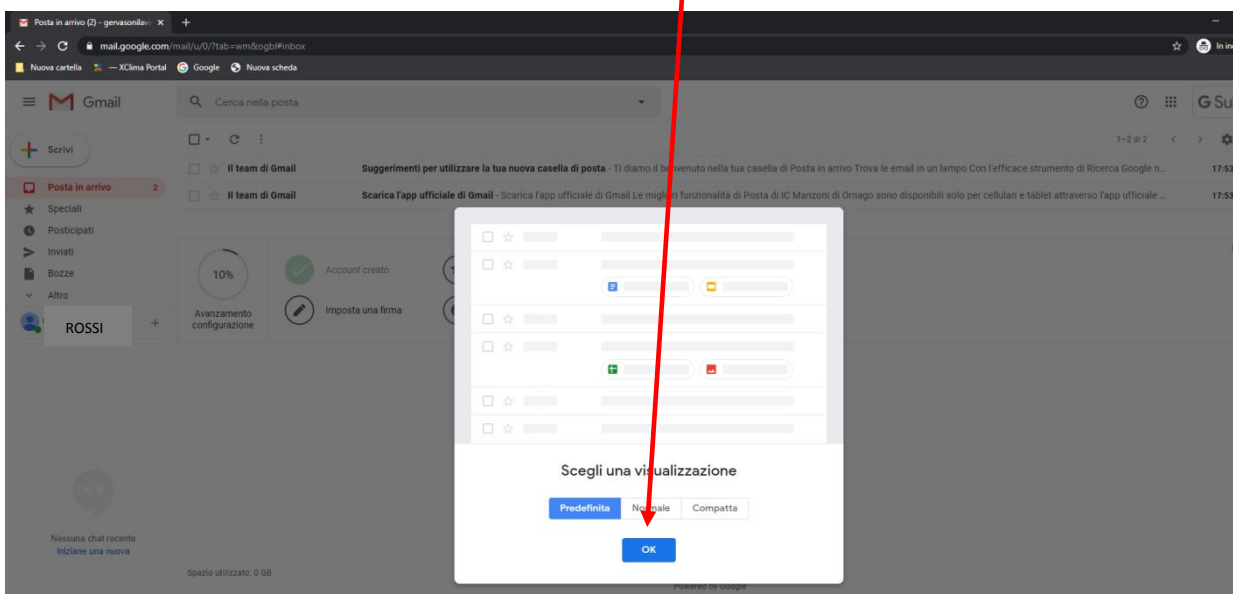 Posta in arrivo (2) - gervasonilavi
mail.google.com/mail/u/0/?tab=wm&ogbl#inbox
In in
Nuova cartella — XClima Portal Google Nuova scheda
Gmail Cerca nella posta G Su
Scrivi 1–2 di 2
Il team di Gmail Suggerimenti per utilizzare la tua nuova casella di posta - Ti diamo il benvenuto nella tua casella di Posta in arrivo Trova le email in un lampo Con l'efficace strumento di Ricerca Google n... 17:53
Il team di Gmail Scarica l'app ufficiale di Gmail - Scarica l'app ufficiale di Gmail Le migliori funzionalità di Posta di IC Manzoni di Ornago sono disponibili solo per cellulari e tablet attraverso l'app ufficiale ... 17:53
Posta in arrivo 2
Speciali
Posticipati
Inviati
Bozze
Altro
ROSSI
10%
Avanzamento
configurazione
Account creato
Imposta una firma
Scegli una visualizzazione
Predefinita Normale Compatta
OK
Nessuna chat recente
Iniziane una nuova
Spazio utilizzato: 0 GB
Powered by Google